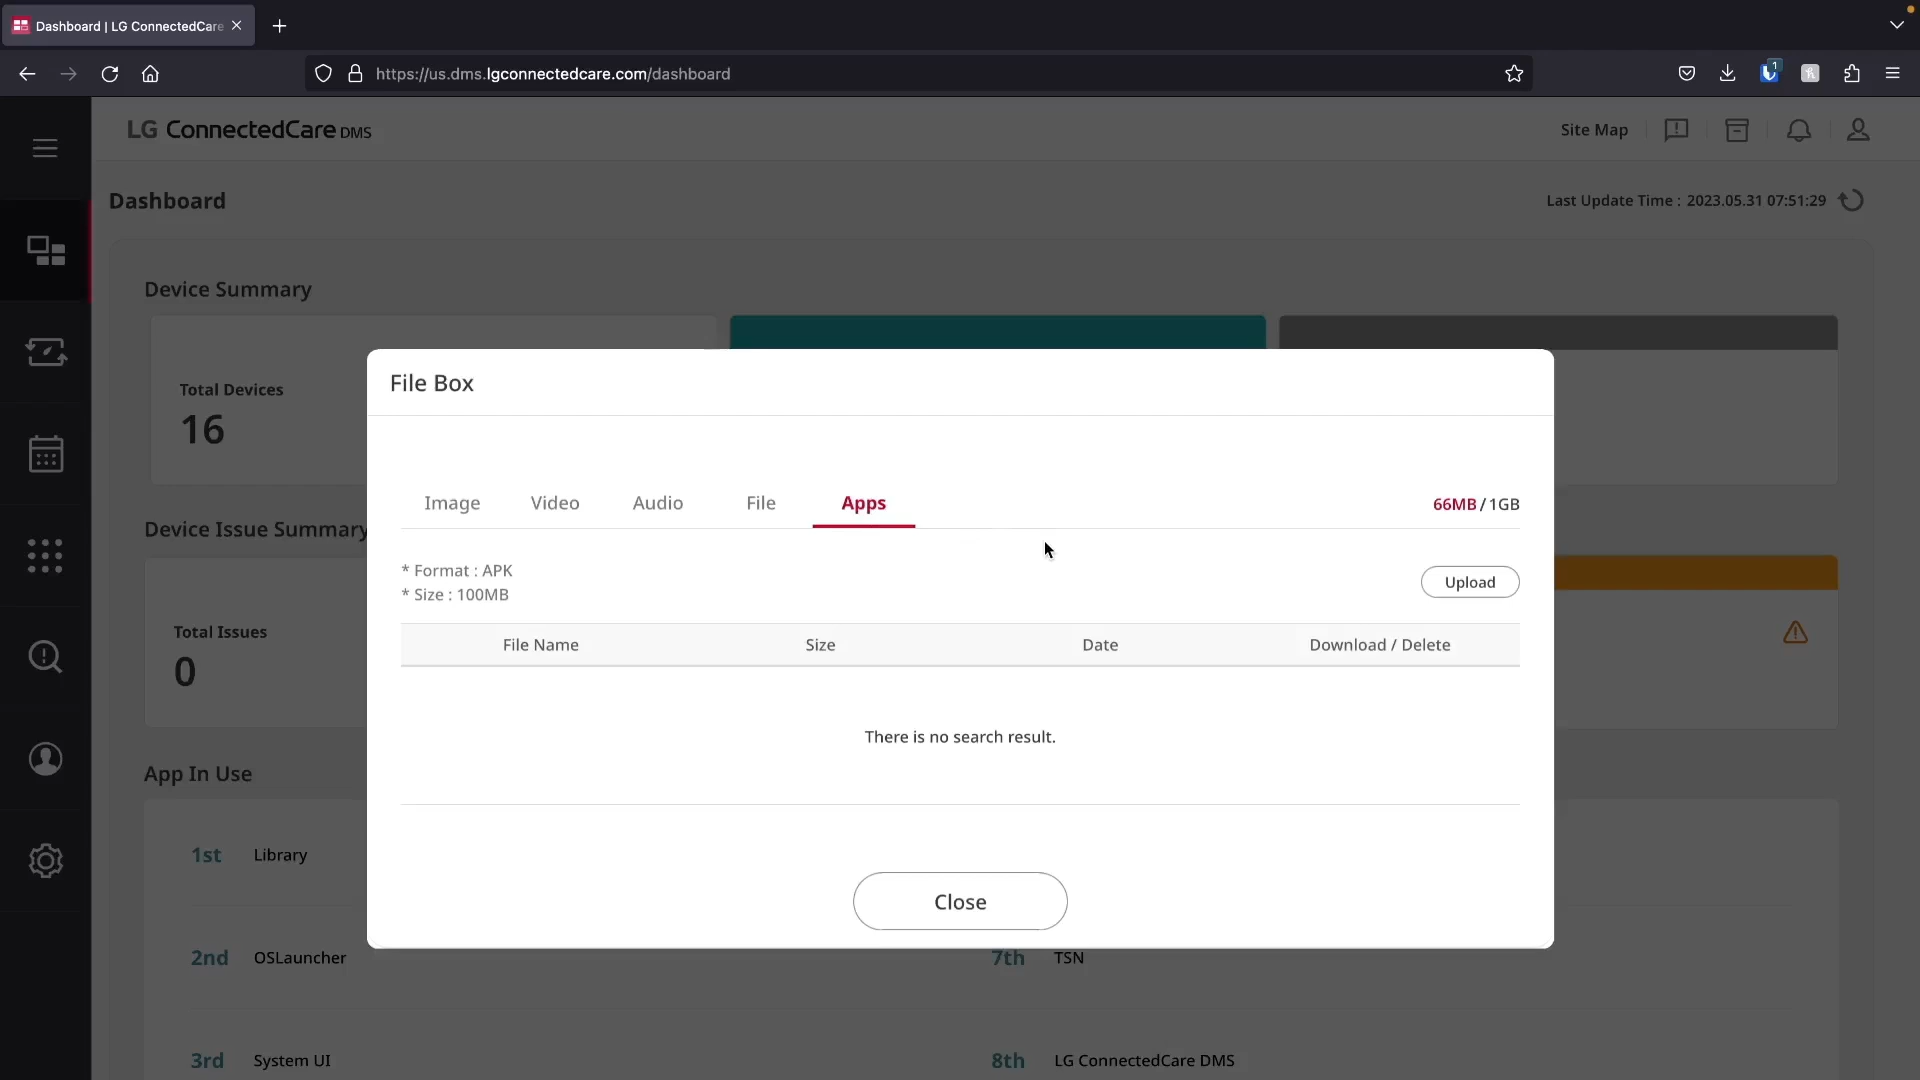 Dashboard | LG ConnectedCare
https://us.dms.lgconnectedcare.com/dashboard
1
LG ConnectedCare DMS
Site Map
Dashboard
Last Update Time : 2023.05.31 07:51:29
Device Summary
Total Devices
16
File Box
Image Video Audio File Apps
66MB / 1GB
* Format : APK
* Size : 100MB
Upload
File Name Size Date Download / Delete
There is no search result.
Close
Device Issue Summary
Total Issues
0
App In Use
1st Library
2nd OSLauncher
7th TSN
3rd System UI
8th LG ConnectedCare DMS